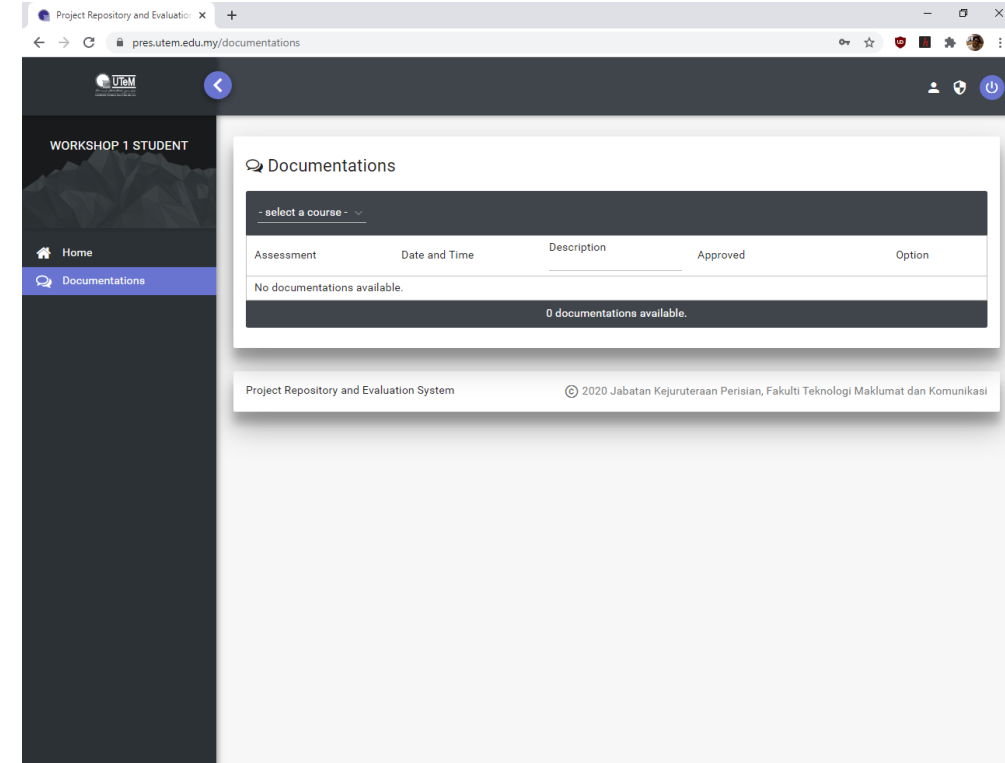 Project Repository and Evaluatio
pres.utem.edu.my/documentations
UTeM
WORKSHOP 1 STUDENT
Home
Documentations
Documentations
- select a course -
Assessment Date and Time Description Approved Option
No documentations available.
0 documentations available.
Project Repository and Evaluation System © 2020 Jabatan Kejuruteraan Perisian, Fakulti Teknologi Maklumat dan Komunikasi